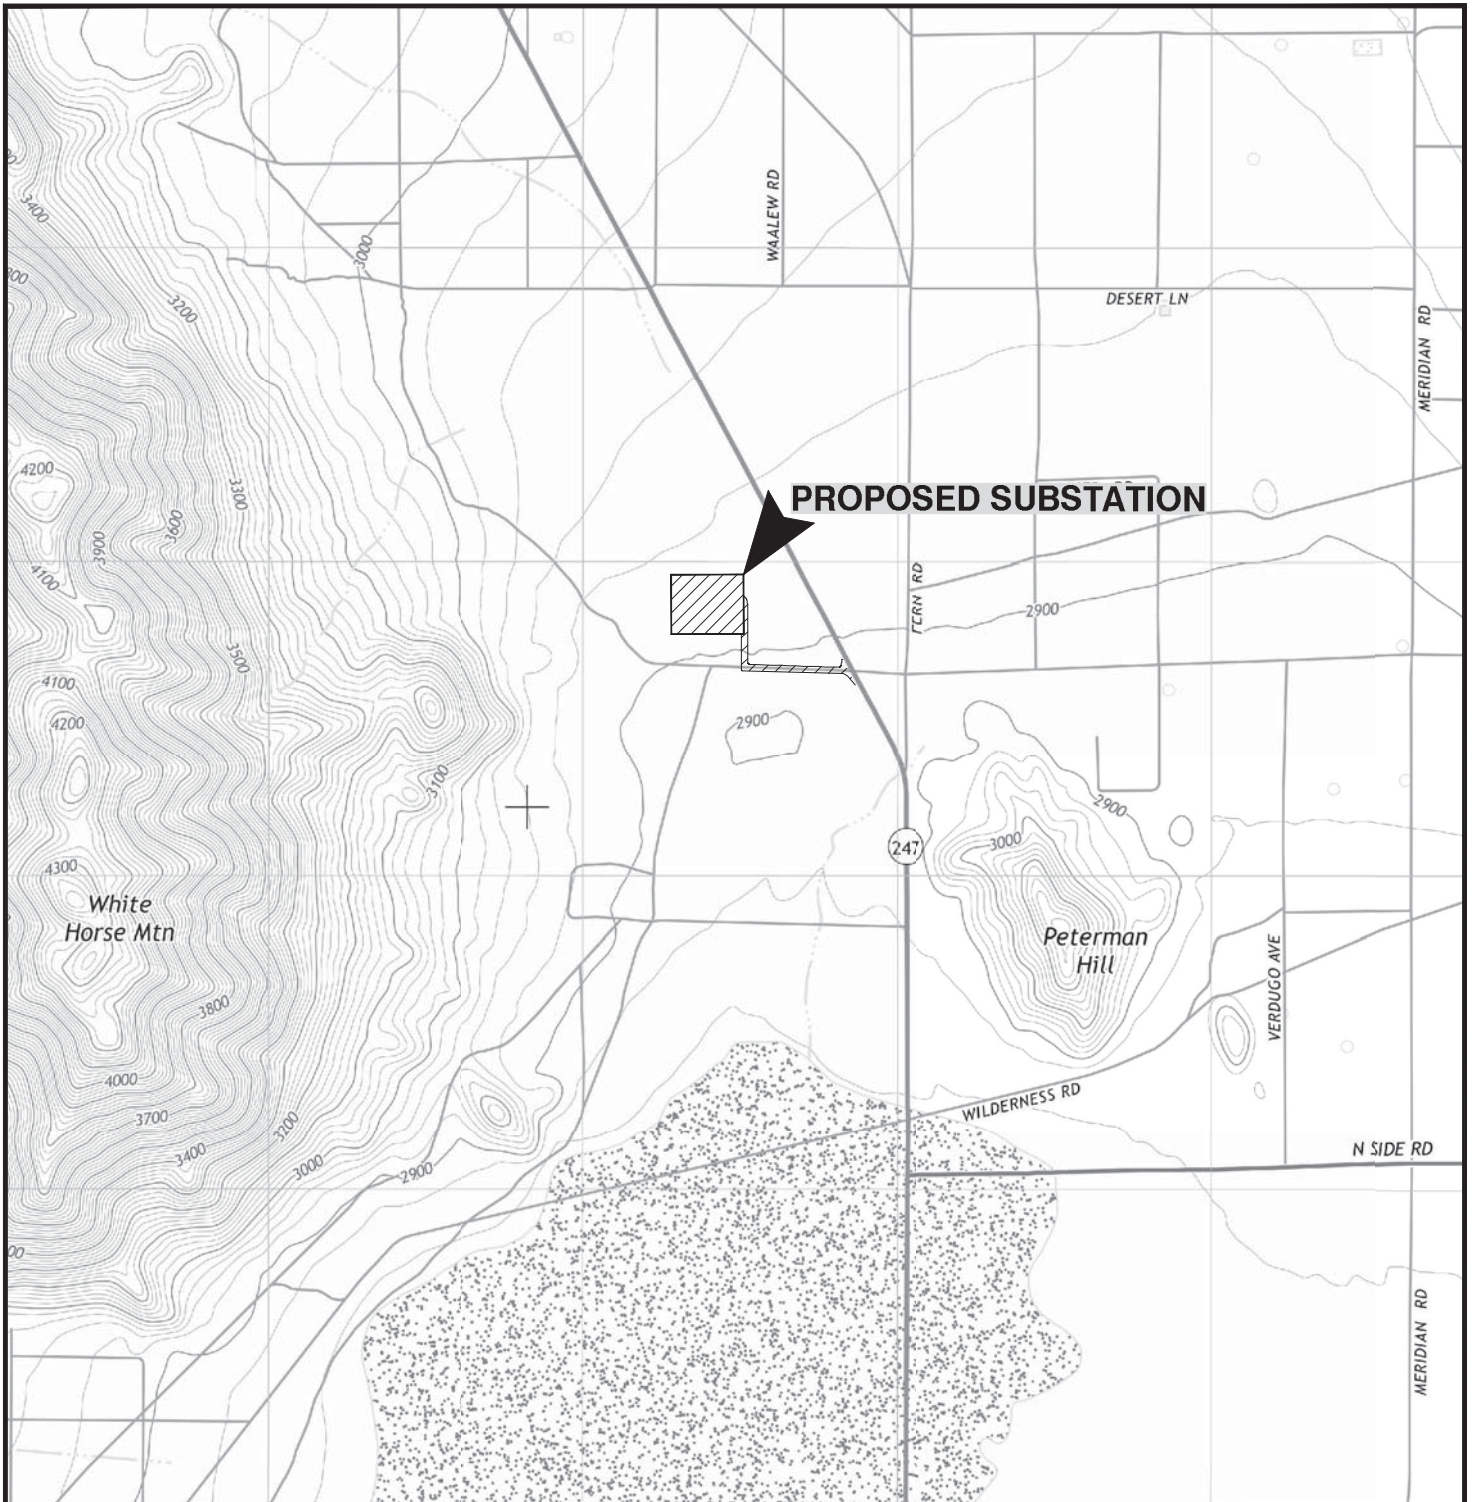 3400
3000
WAALEW RD
3200
DESERT LN
MERIDIAN RD
4200
3300
3600
3900
4100
PROPOSED SUBSTATION
FERN RD
2900
3500
4100
4200
2900
3100
2900
3000
247
4300
White
Horse Mtn
Peterman
Hill
VERDUGO AVE
3800
4000
3700
3200
3400
3000
2900
WILDERNESS RD
N SIDE RD
MERIDIAN RD